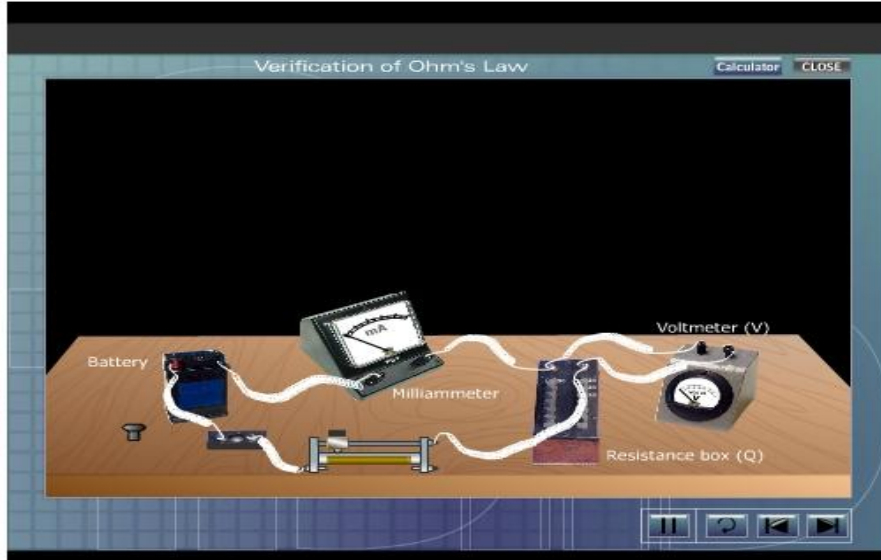 Verification of Ohm's Law
Calculator
CLOSE
Voltmeter (V)
Battery
mA
Milliammeter
Resistance box (Q)